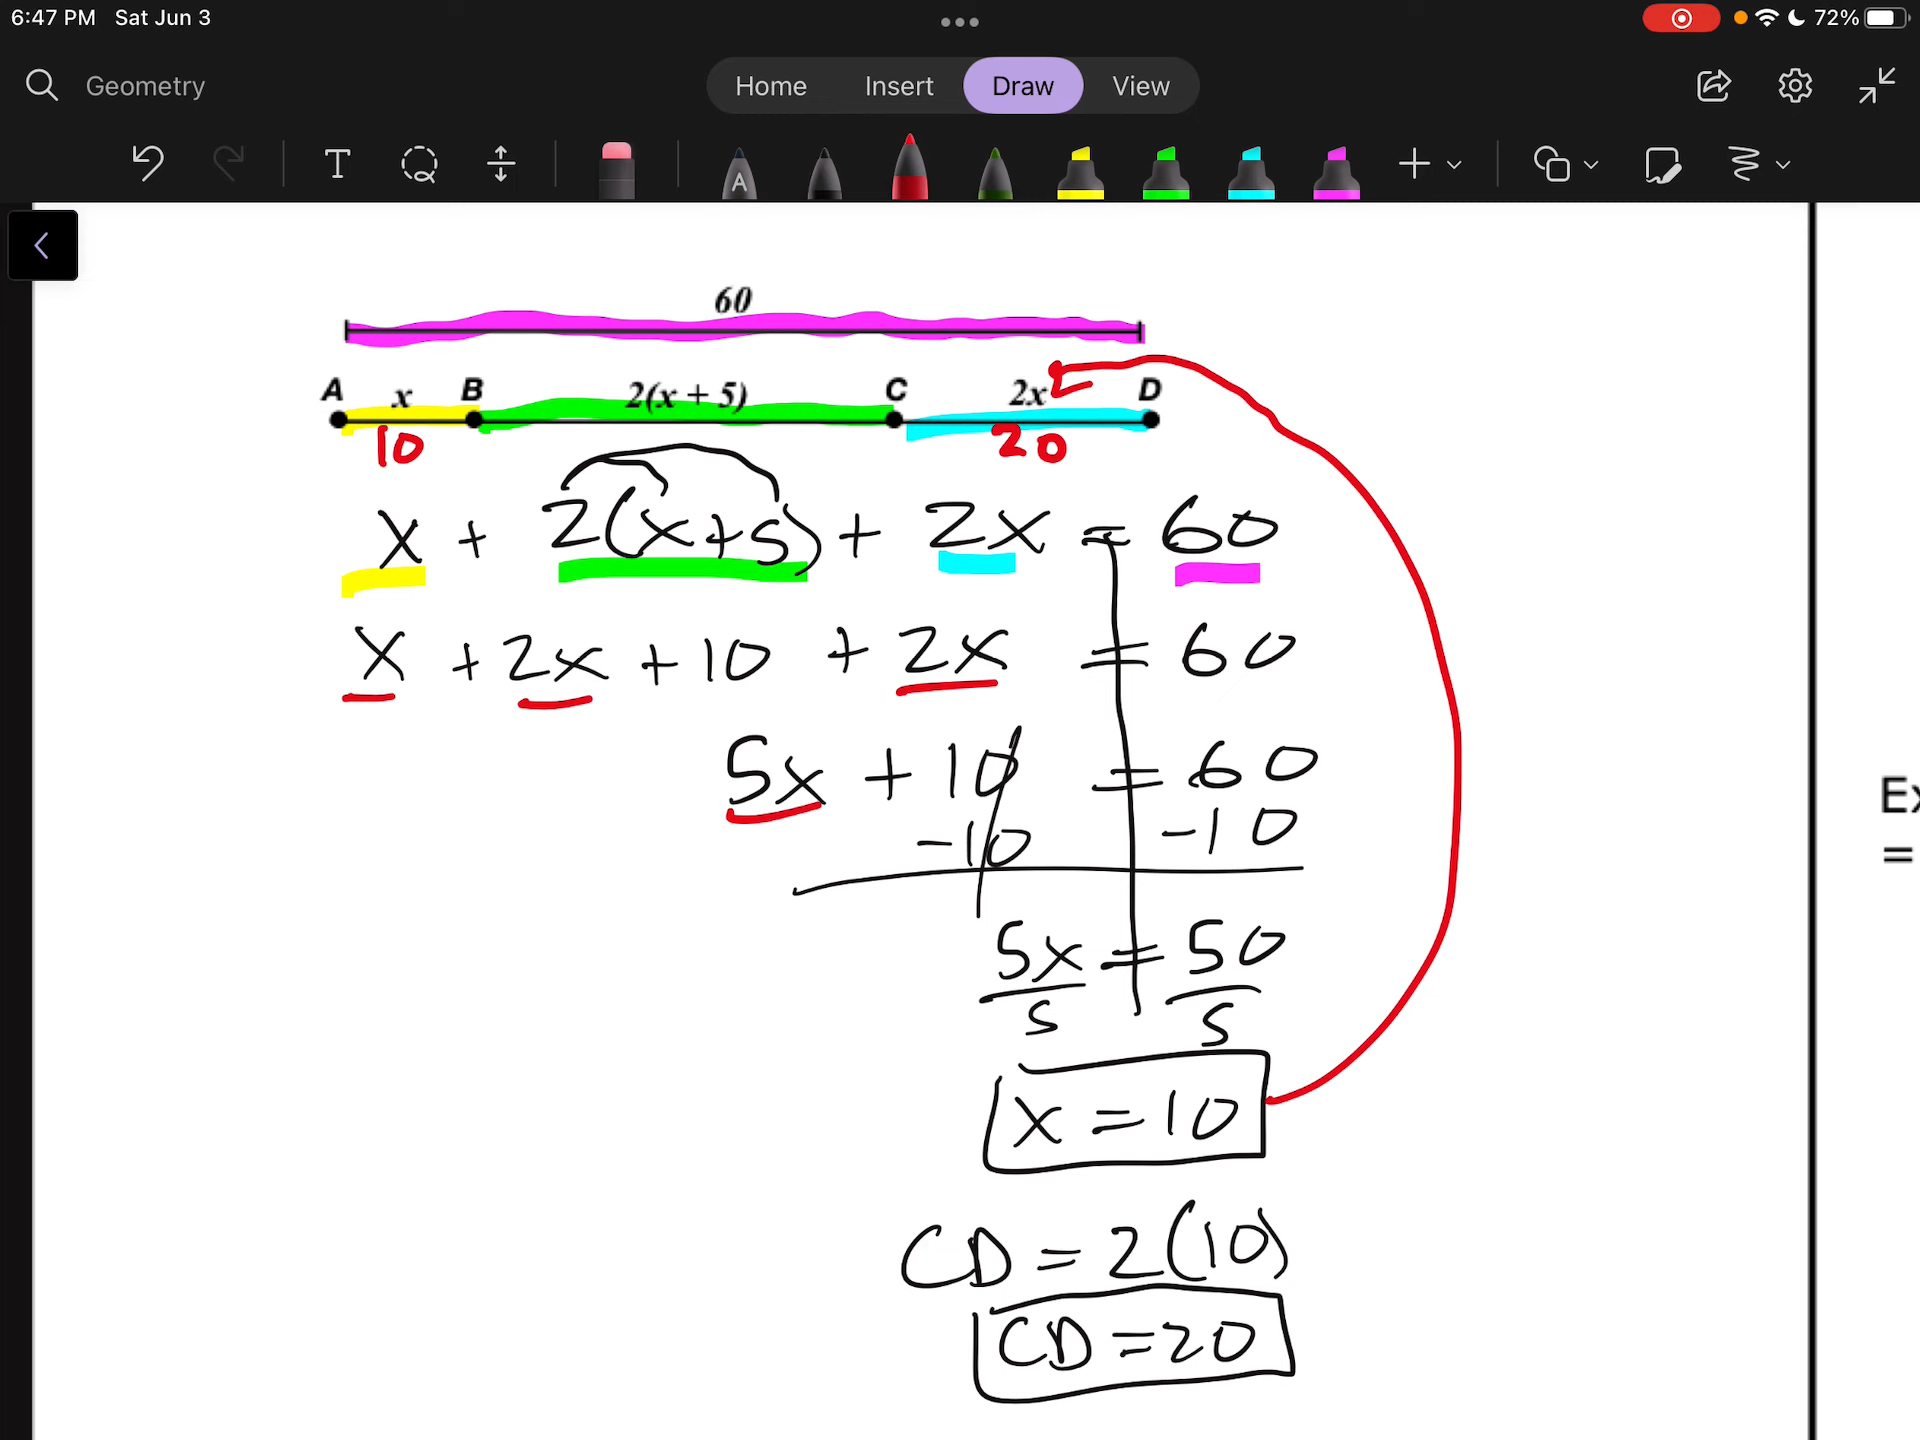 6:47 PM Sat Jun 3
72%
Geometry
Home Insert Draw View
T
A
60
A x B 2(x + 5) C 2x D
10 20
x + 2(x+5) + 2x = 60
x + 2x + 10 + 2x = 60
5x + 10 = 60
-10 -10
5x = 50
5 5
x = 10
CD = 2(10)
CD = 20
=